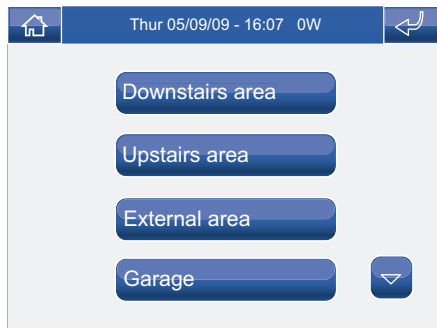 Thur 05/09/09 - 16:07 0W
Downstairs area
Upstairs area
External area
Garage